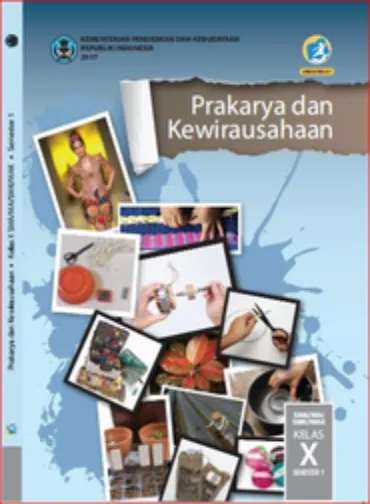 KEMENTERIAN PENDIDIKAN DAN KEBUDAYAAN
REPUBLIK INDONESIA
2017
Prakarya dan
Kewirausahaan
Prakarya dan Kewirausahaan • Kelas X SMA/MA/SMK/MAK • Semester 1
SMA/MA/
SMK/MAK
KELAS
X
SEMESTER 1